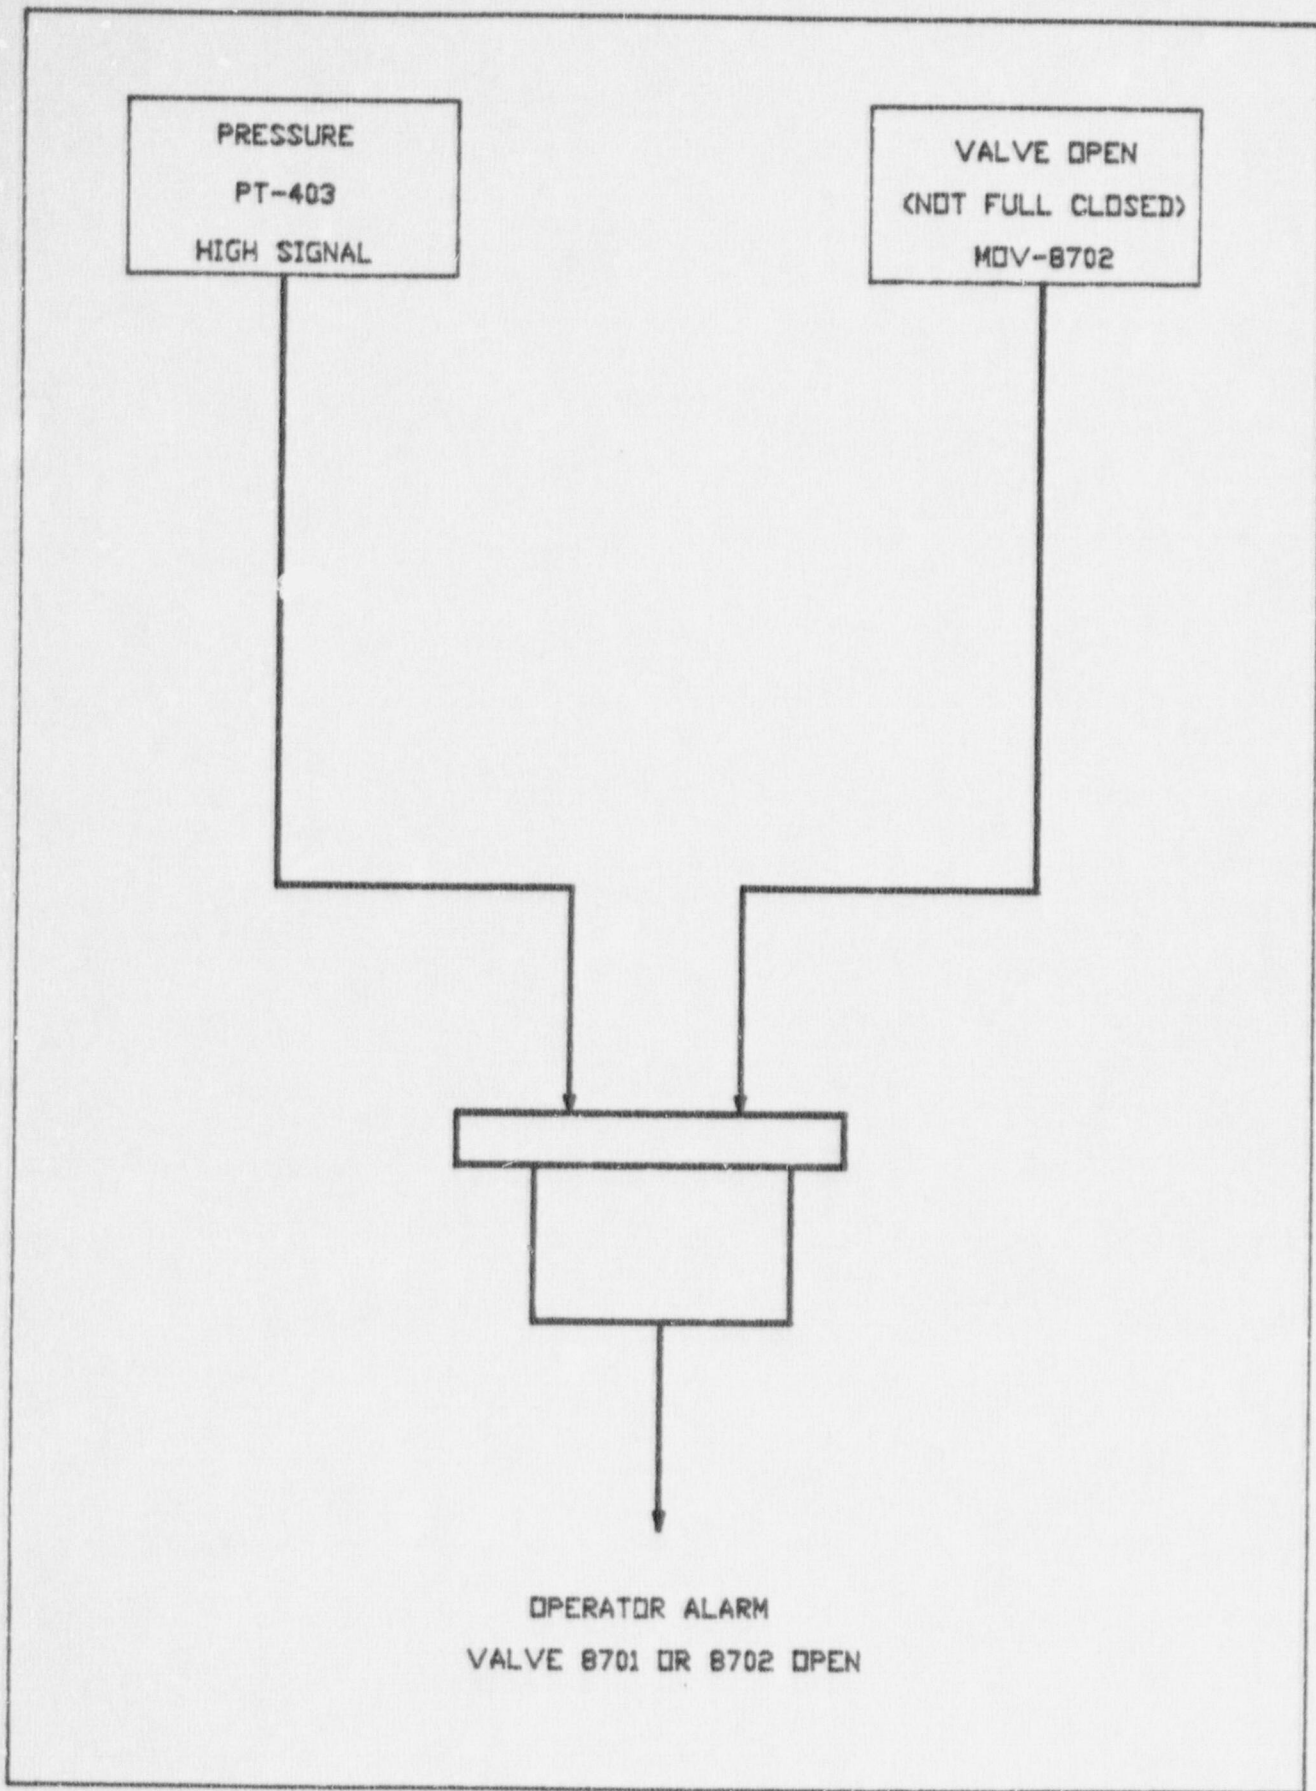 PRESSURE
PT-403
HIGH SIGNAL
VALVE OPEN
(NOT FULL CLOSED)
MOV-8702
OPERATOR ALARM
VALVE 8701 OR 8702 OPEN